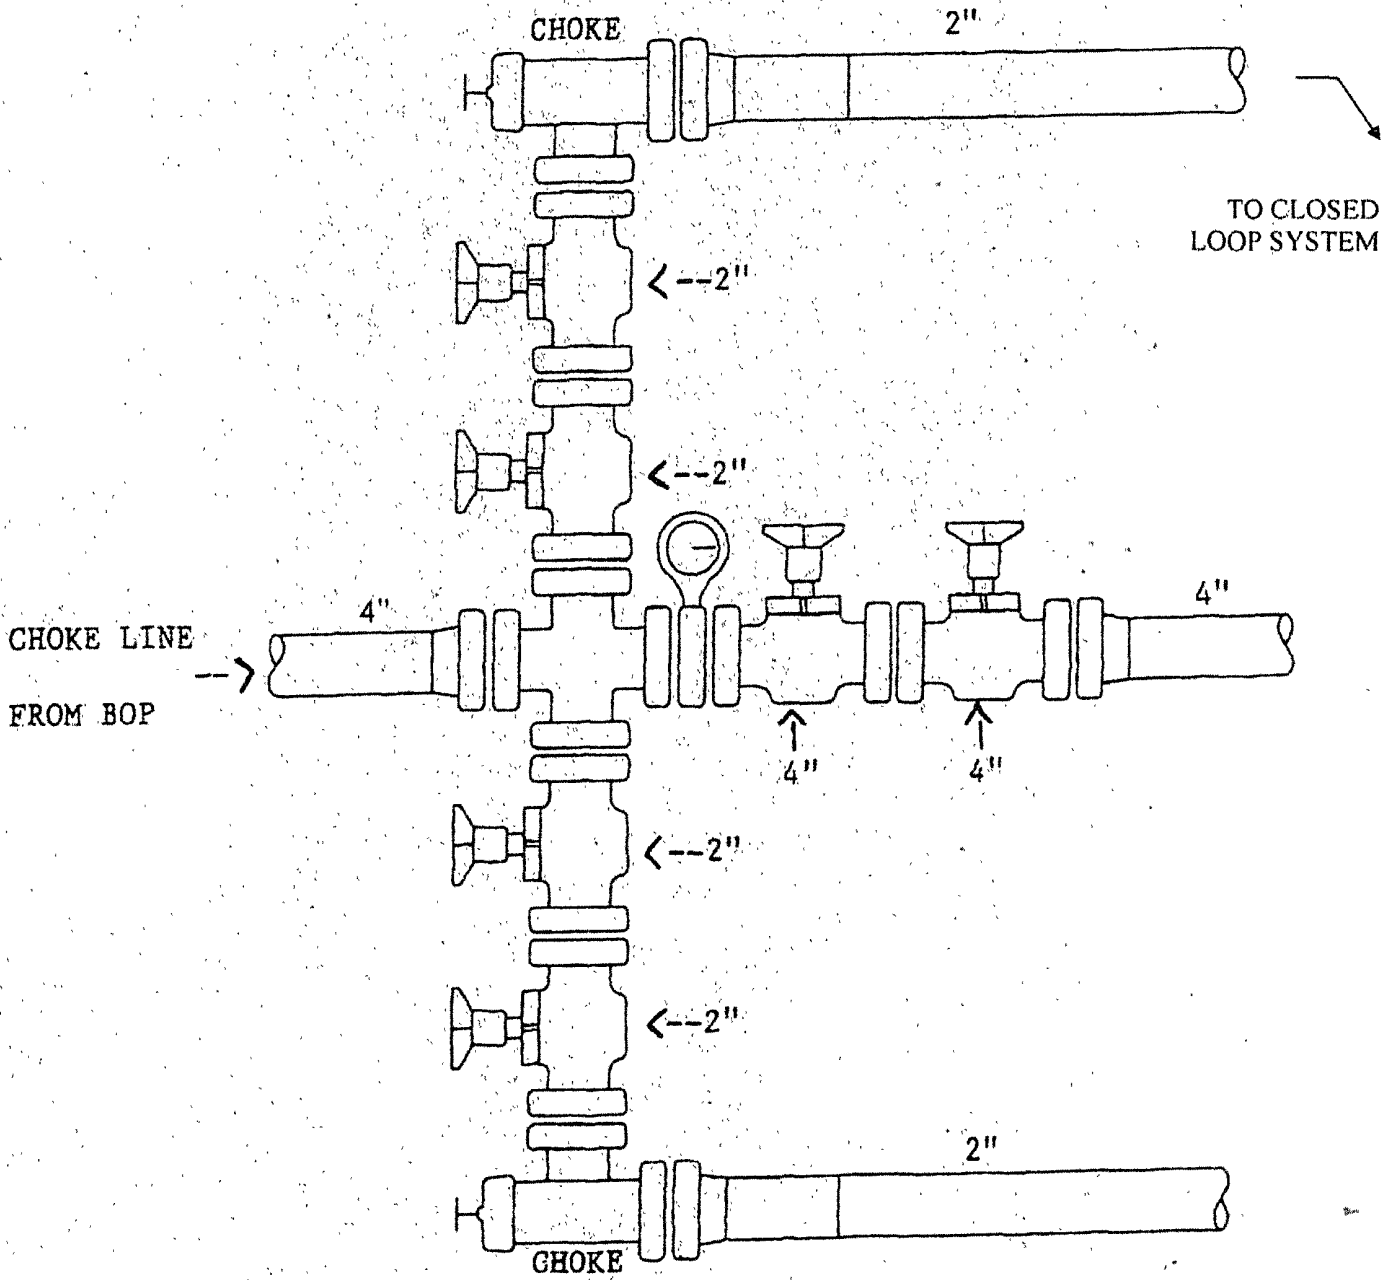 CHOKE
2"
TO CLOSED
LOOP SYSTEM
<--2"
<--2"
4"
4"
CHOKE LINE
-->
FROM BOP
4"
4"
<--2"
<--2"
2"
CHOKE